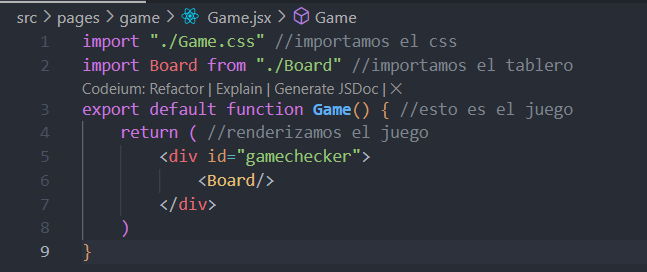 src > pages > game > Game.jsx > Game
1 import "./Game.css" //importamos el css
2 import Board from "./Board" //importamos el tablero
Codeium: Refactor | Explain | Generate JSDoc | ×
3 export default function Game() { //esto es el juego
4 return ( //renderizamos el juego
5 <div id="gamechecker">
6 <Board/>
7 </div>
8 )
9 }